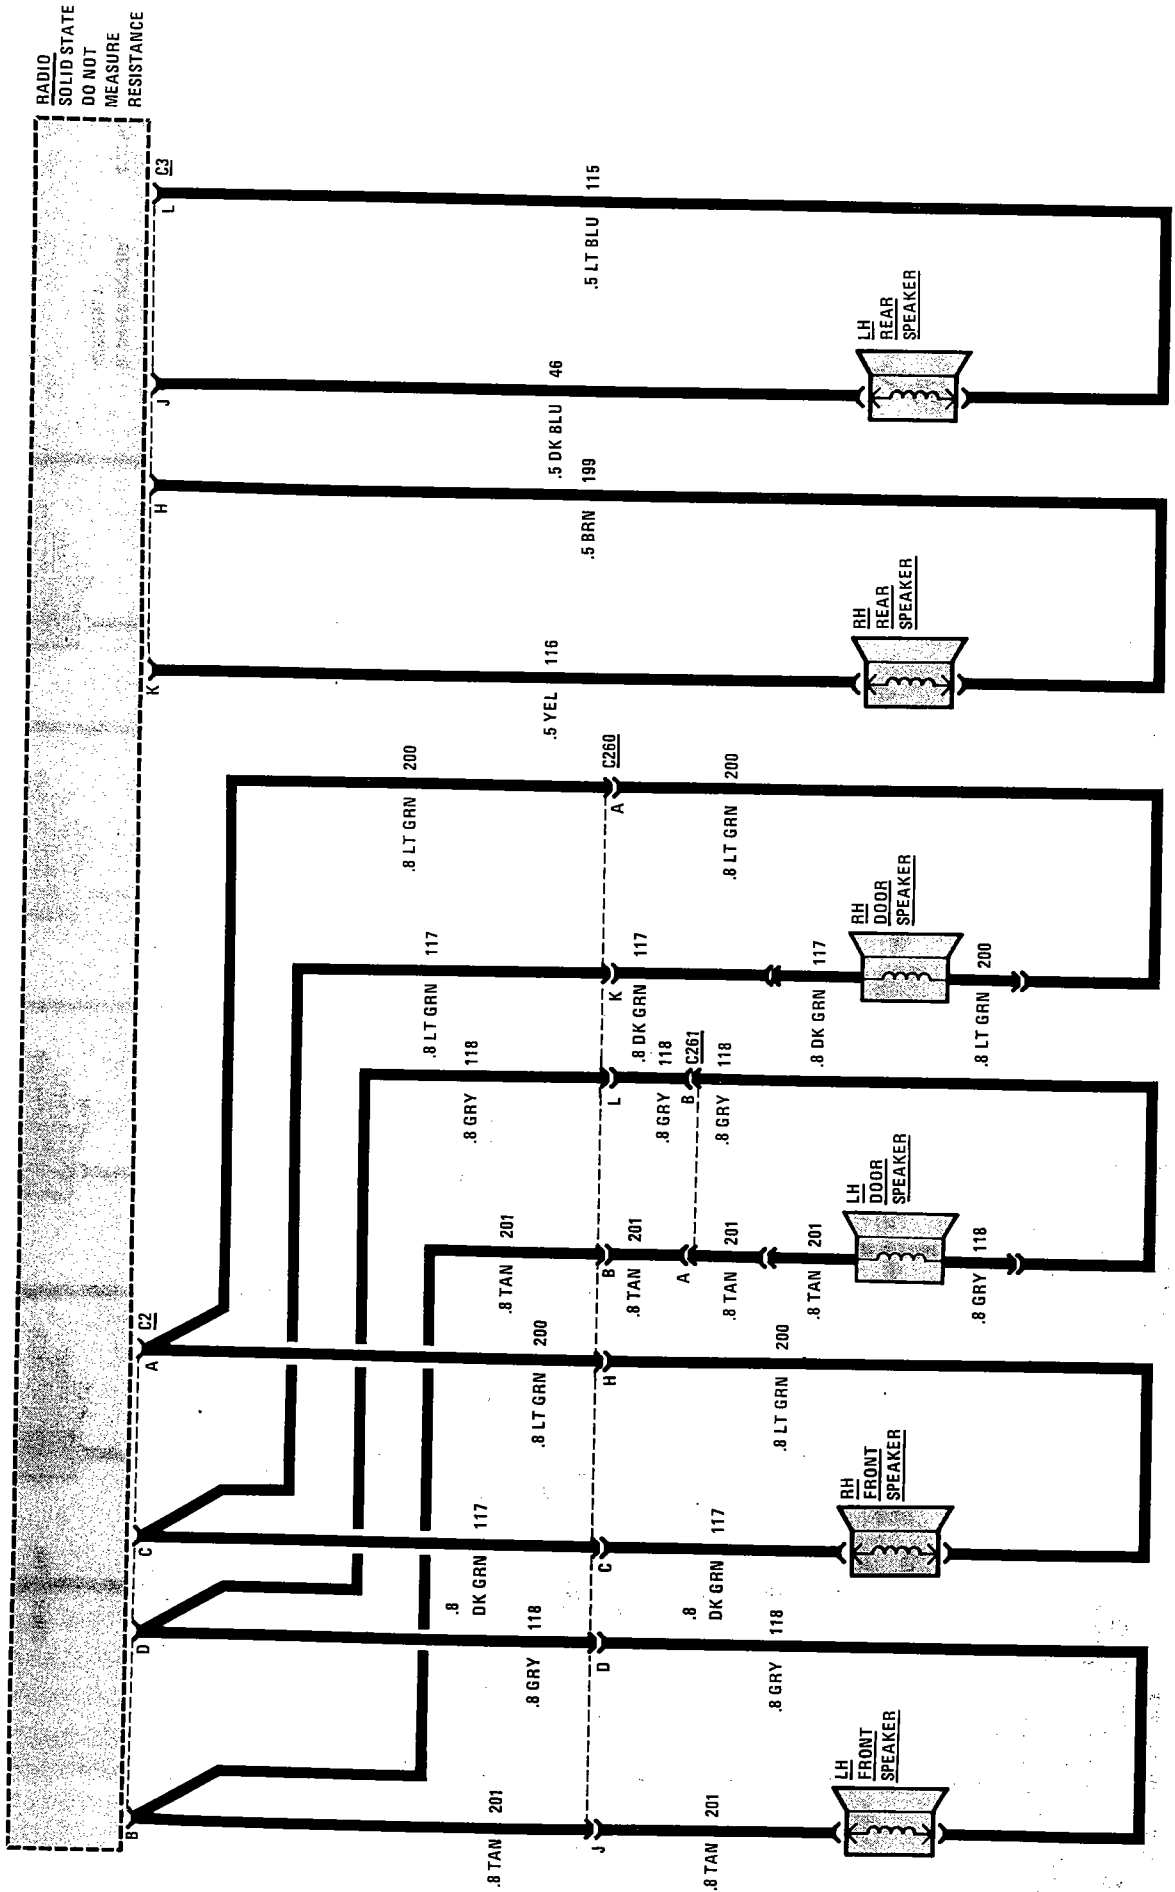 RADIO
SOLID STATE
DO NOT
MEASURE
RESISTANCE
B
D
C
A
C2
K
H
J
L
C3
.8 TAN 201
.8 GRY 118
.8
DK GRN 117
.8 LT GRN 200
.8 TAN 201
.8 GRY 118
.8 LT GRN 117
.8 LT GRN 200
.5 YEL 116
.5 BRN 199
.5 DK BLU 46
.5 LT BLU 115
J
D
C
H
B
L
K
A
C260
.8 TAN 201
.8 GRY 118
.8
DK GRN 117
.8 LT GRN 200
.8 TAN 201
.8 GRY 118
.8 DK GRN 117
.8 LT GRN 200
A
B
C261
.8 TAN 201
.8 GRY 118
.8 TAN 201
.8 DK GRN 117
LH
FRONT
SPEAKER
RH
FRONT
SPEAKER
LH
DOOR
SPEAKER
RH
DOOR
SPEAKER
RH
REAR
SPEAKER
LH
REAR
SPEAKER
.8 GRY 118
.8 LT GRN 200